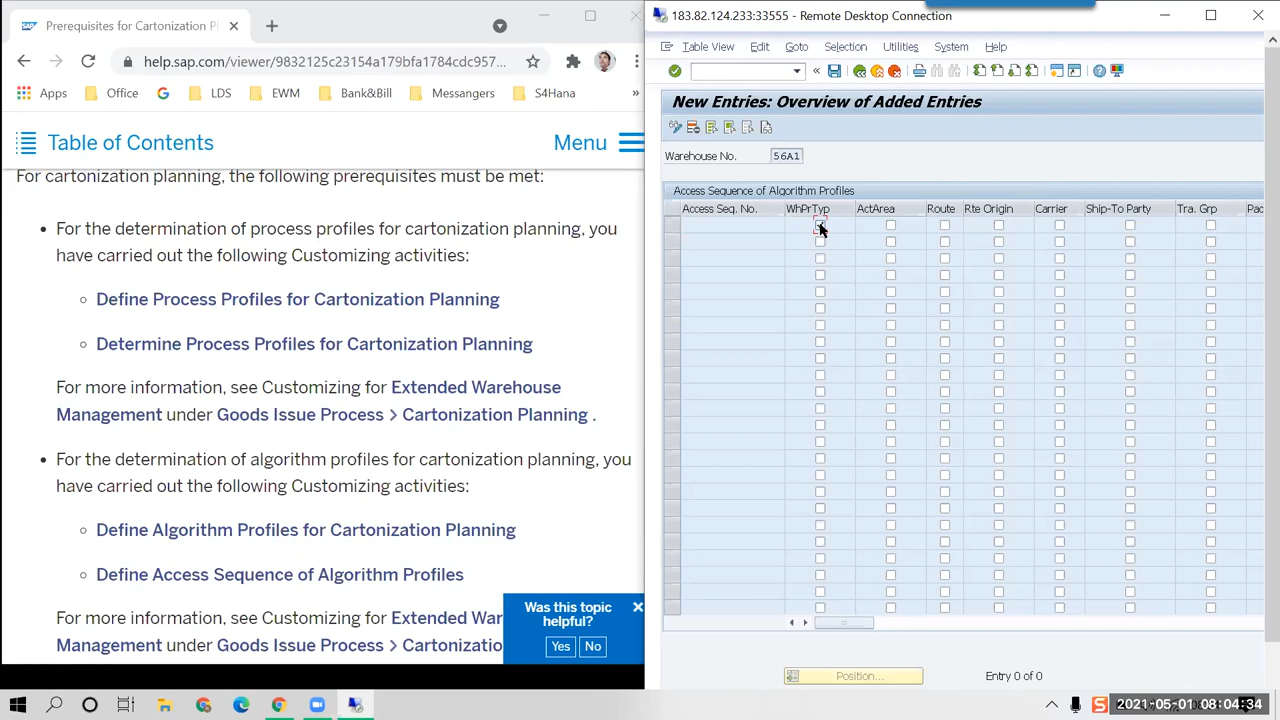 Prerequisites for Cartonization P
help.sap.com/viewer/9832125c23154a179bfa1784cdc957...
Apps
Office
LDS
EWM
Bank&Bill
Messangers
S4Hana
»
Table of Contents
Menu
For cartonization planning, the following prerequisites must be met:
• For the determination of process profiles for cartonization planning, you
have carried out the following Customizing activities:
Define Process Profiles for Cartonization Planning
Determine Process Profiles for Cartonization Planning
For more information, see Customizing for Extended Warehouse
Management under Goods Issue Process > Cartonization Planning .
• For the determination of algorithm profiles for cartonization planning, you
have carried out the following Customizing activities:
Define Algorithm Profiles for Cartonization Planning
Define Access Sequence of Algorithm Profiles
For more information, see Customizing for Extended War
Management under Goods Issue Process > Cartonizatio
Was this topic
helpful?
Yes No
183.82.124.233:33555 - Remote Desktop Connection
Table View Edit Goto Selection Utilities System Help
New Entries: Overview of Added Entries
Warehouse No. 56A1
Access Sequence of Algorithm Profiles
Access Seq. No. WhPrTyp ActArea Route Rte Origin Carrier Ship-To Party Tra. Grp Pac
Position... Entry 0 of 0
2021-05-01 08:04:34